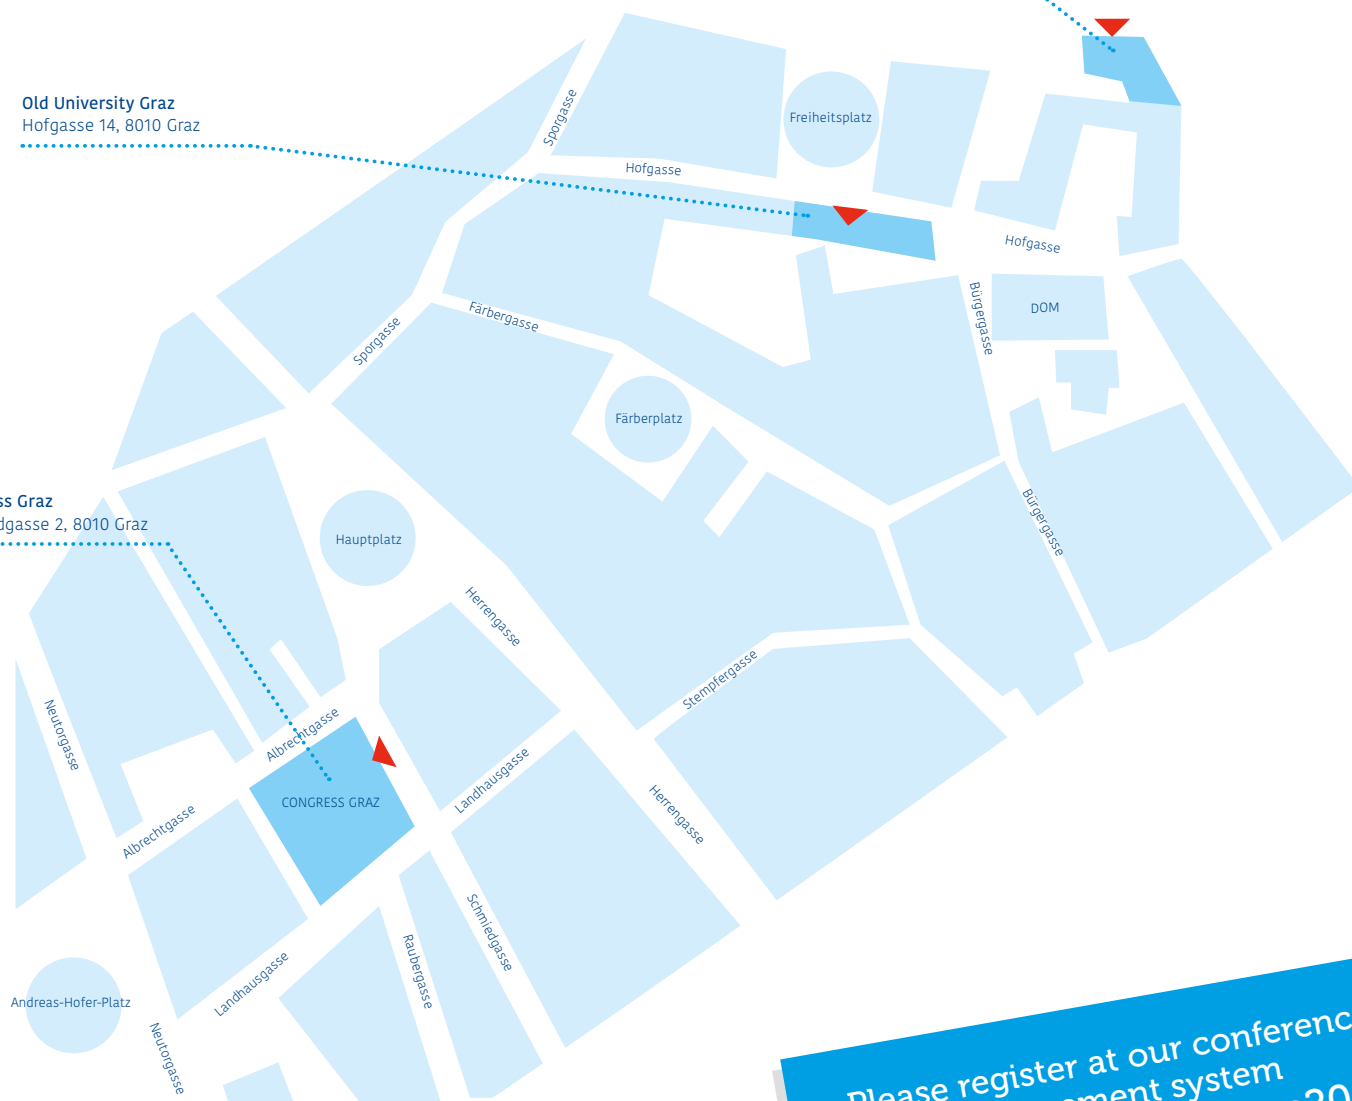 Old University Graz
Hofgasse 14, 8010 Graz
Sporgasse
Freiheitsplatz
Hofgasse
Hofgasse
Bürgergasse
DOM
Färbergasse
Sporgasse
Färberplatz
ss Graz
dgasse 2, 8010 Graz
Hauptplatz
Bürgergasse
Herrengasse
Stempfergasse
Neutorgasse
Albrechtgasse
Landhausgasse
CONGRESS GRAZ
Herrengasse
Albrechtgasse
Schmiedgasse
Raubergasse
Landhausgasse
Andreas-Hofer-Platz
Neutorgasse
Please register at our conferenc
ement system